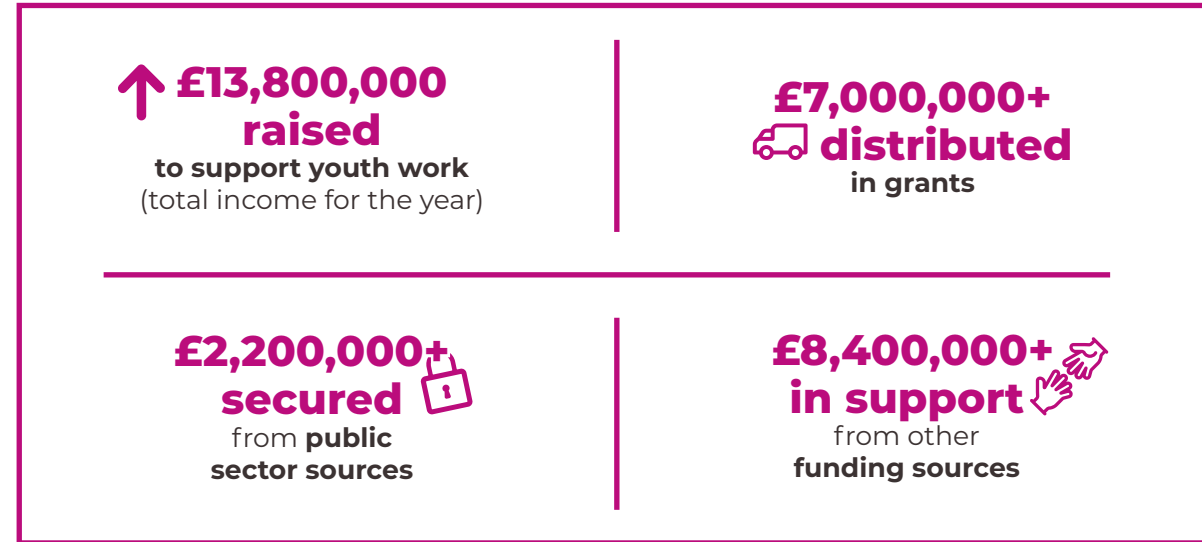 £13,800,000
raised
to support youth work
(total income for the year)
£7,000,000+
distributed
in grants
£2,200,000+
secured
from public
sector sources
£8,400,000+
in support
from other
funding sources